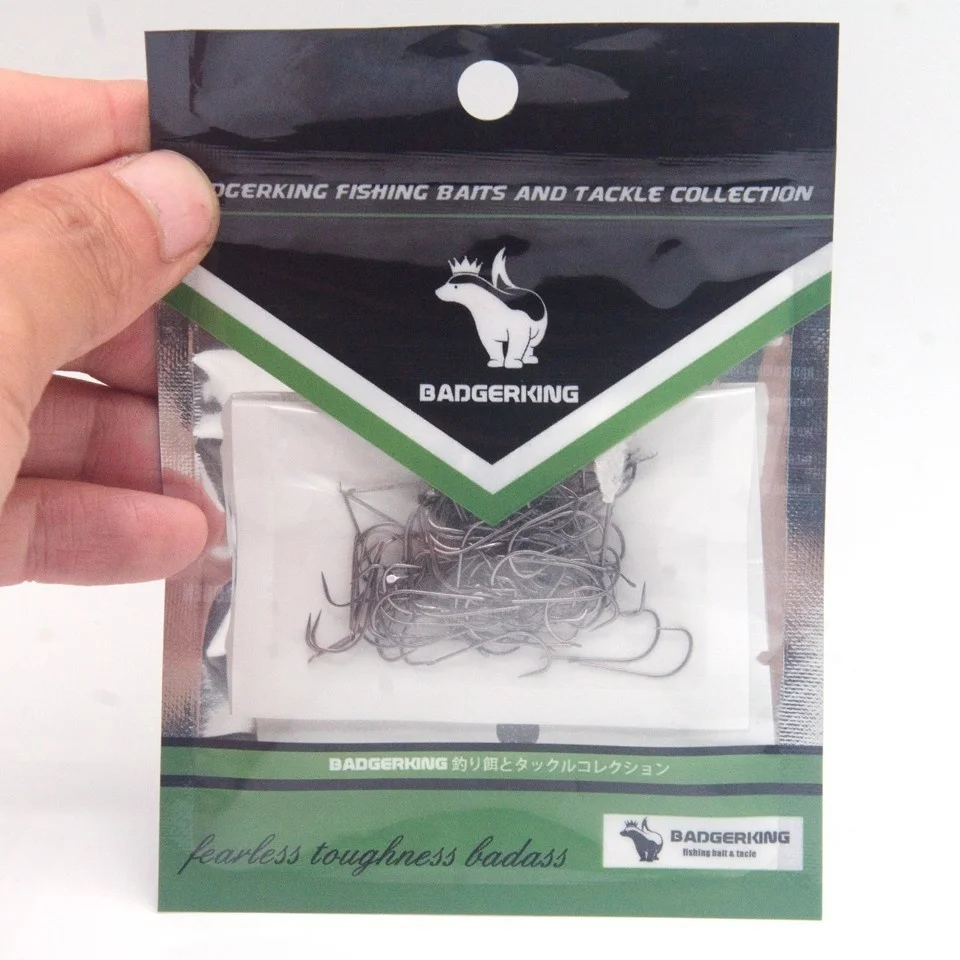 DGERKING FISHING BAITS AND TACKLE COLLECTION
BADGERKING
BADGERKING 釣り餌とタックルコレクション
fearless toughness badass
BADGERKING
fishing bait & tacle